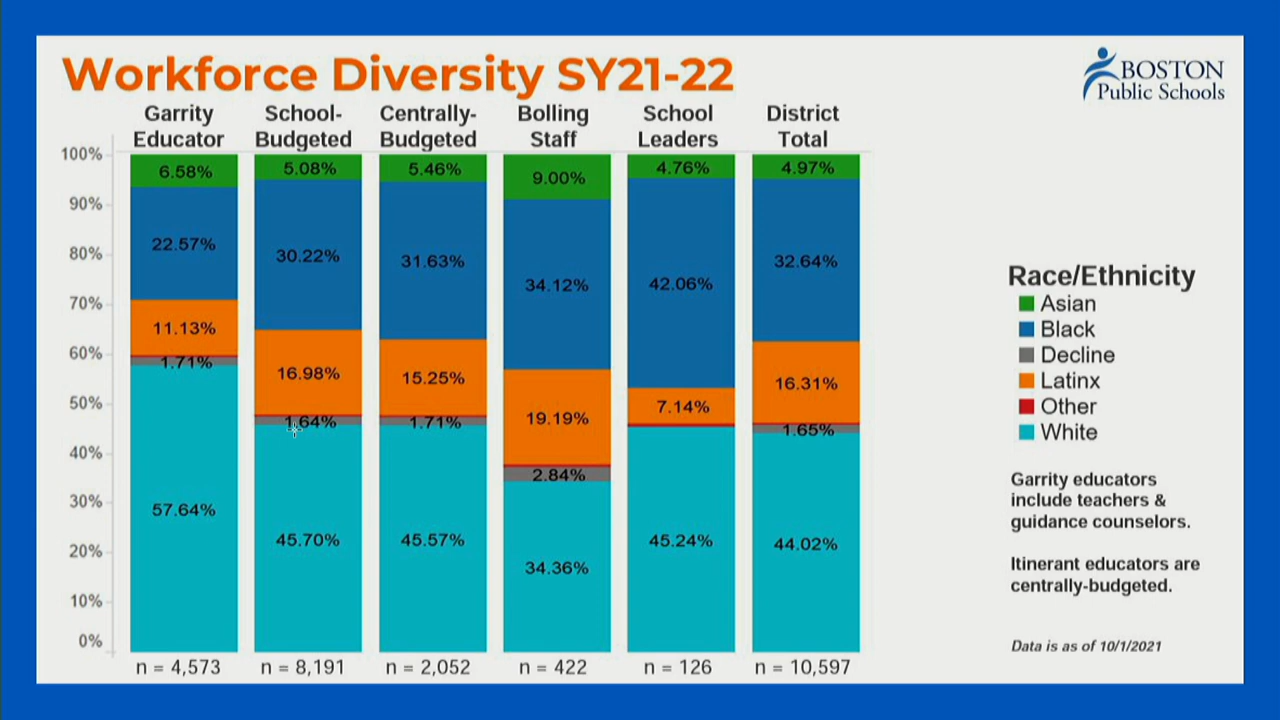 Workforce Diversity SY21-22
BOSTON
Public Schools
Garrity Educator
School-Budgeted
Centrally-Budgeted
Bolling Staff
School Leaders
District Total
100%
90%
80%
70%
60%
50%
40%
30%
20%
10%
0%
6.58%
22.57%
11.13%
1.71%
57.64%
n = 4,573
5.08%
30.22%
16.98%
1.64%
45.70%
n = 8,191
5.46%
31.63%
15.25%
1.71%
45.57%
n = 2,052
9.00%
34.12%
19.19%
2.84%
34.36%
n = 422
4.76%
42.06%
7.14%
45.24%
n = 126
4.97%
32.64%
16.31%
1.65%
44.02%
n = 10,597
Race/Ethnicity
Asian
Black
Decline
Latinx
Other
White
Garrity educators
include teachers &
guidance counselors.
Itinerant educators are
centrally-budgeted.
Data is as of 10/1/2021